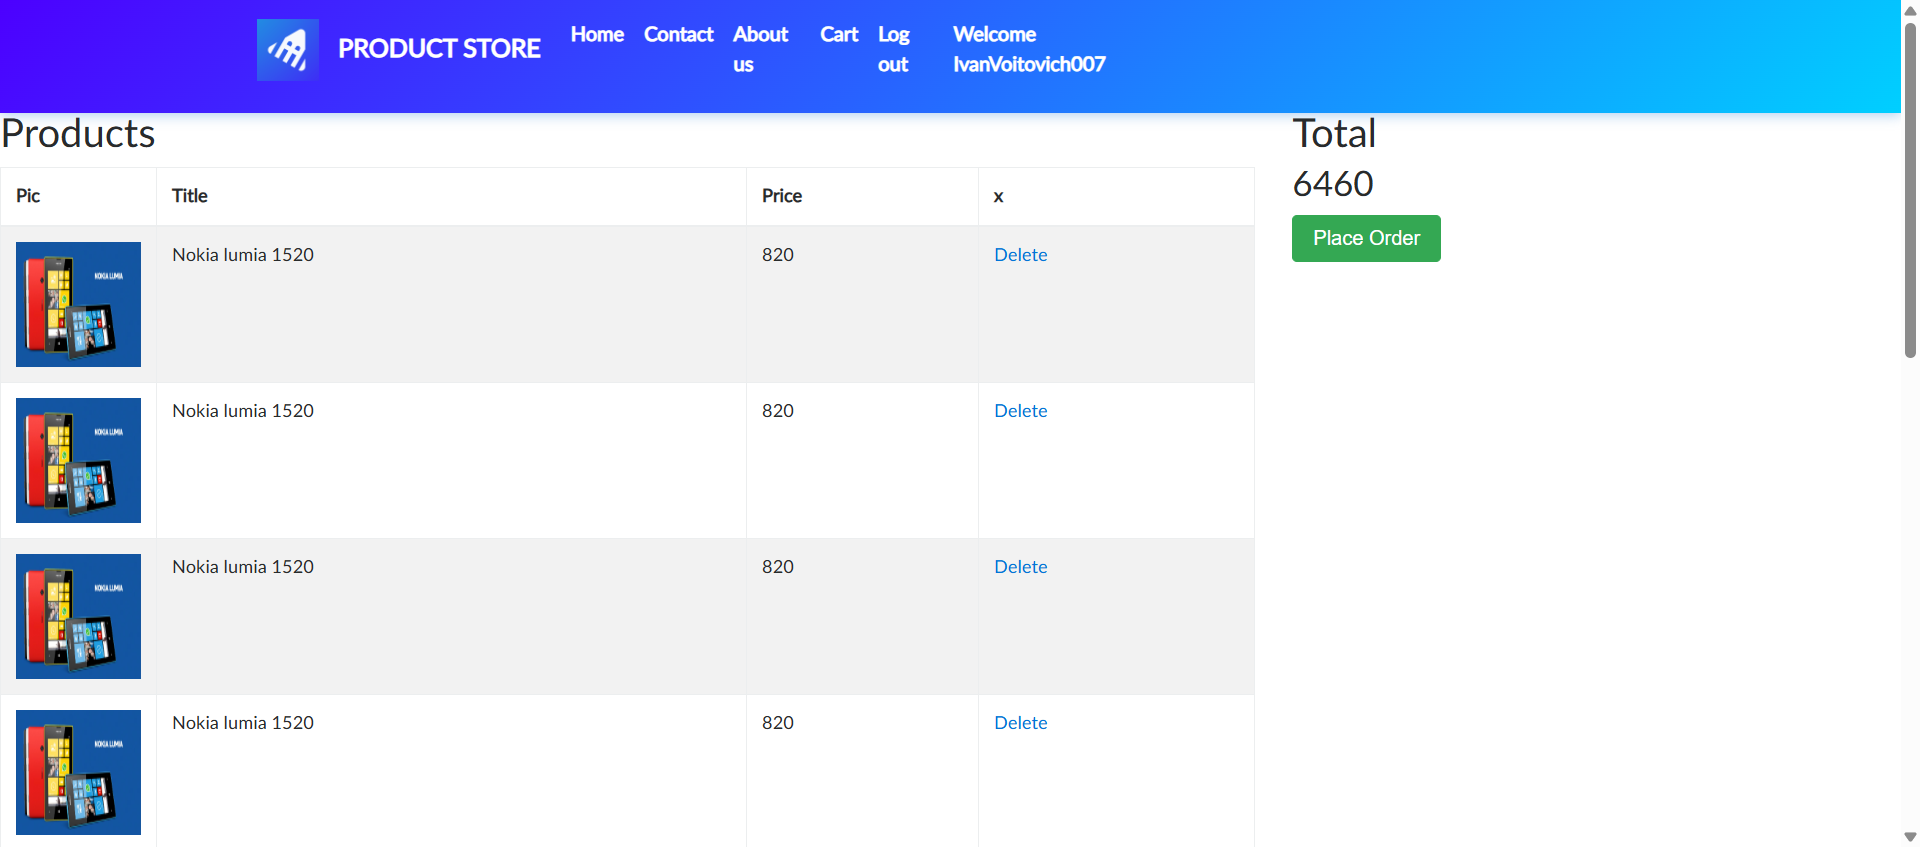 PRODUCT STORE
Home
Contact
About
us
Cart
Log
out
Welcome
IvanVoitovich007
Products
Pic
Title
Price
x
NOKIA LUMIA
Nokia lumia 1520
820
Delete
NOKIA LUMIA
Nokia lumia 1520
820
Delete
NOKIA LUMIA
Nokia lumia 1520
820
Delete
NOKIA LUMIA
Nokia lumia 1520
820
Delete
Total
6460
Place Order